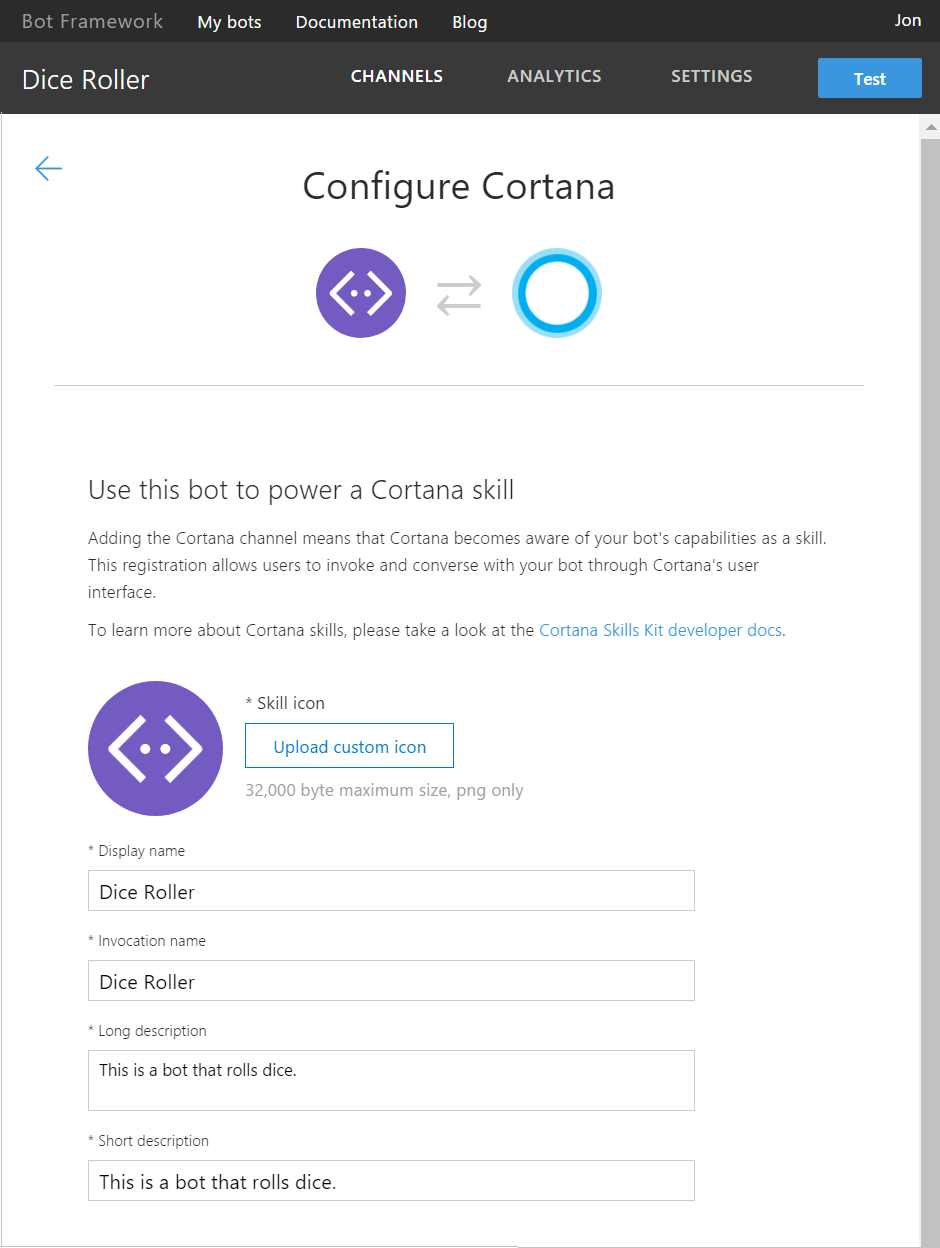 Bot Framework My bots Documentation Blog Jon
Dice Roller CHANNELS ANALYTICS SETTINGS Test
Configure Cortana
Use this bot to power a Cortana skill
Adding the Cortana channel means that Cortana becomes aware of your bot's capabilities as a skill.
This registration allows users to invoke and converse with your bot through Cortana's user
interface.
To learn more about Cortana skills, please take a look at the Cortana Skills Kit developer docs.
* Skill icon
Upload custom icon
32,000 byte maximum size, png only
* Display name
Dice Roller
* Invocation name
Dice Roller
* Long description
This is a bot that rolls dice.
* Short description
This is a bot that rolls dice.